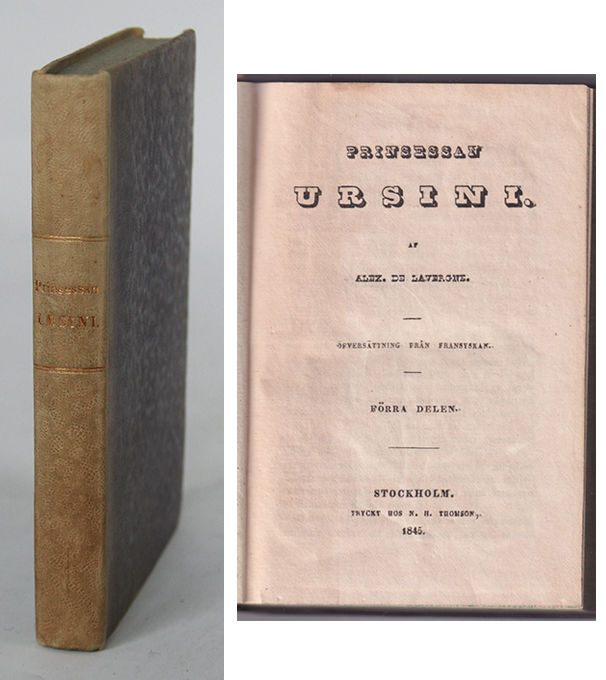 Prinsessan
URSINI.
PRINSESSAN
URSINI.
AF
ALEX. DE LAVERGNE.
ÖFVERSÄTTNING FRÅN FRANSYSKAN.
FÖRRA DELEN.
STOCKHOLM.
TRYCKT HOS N. H. THOMSON,
1845.